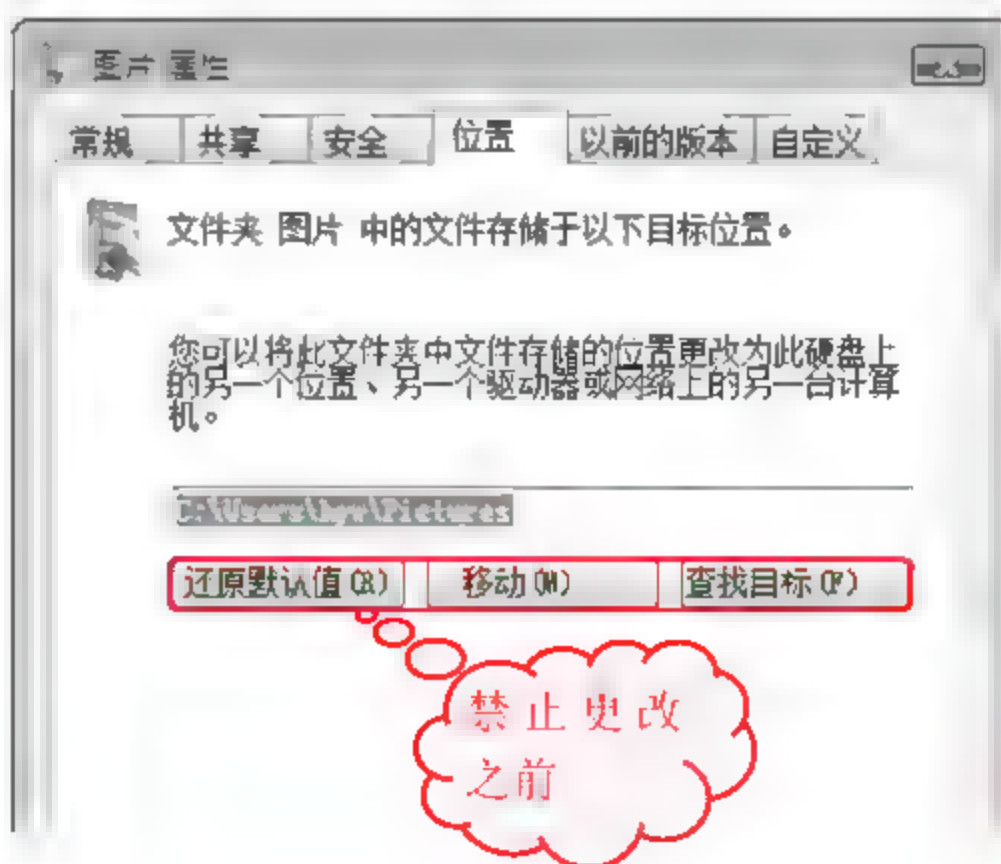 图片 属性
常规 共享 安全 位置 以前的版本 自定义
文件夹 图片 中的文件存储于以下目标位置。
您可以将此文件夹中文件存储的位置更改为此硬盘上
的另一个位置、另一个驱动器或网络上的另一台计算
机。
C:\Users\hyw\Pictures
还原默认值(R) 移动(M) 查找目标(F)
禁止更改
之前